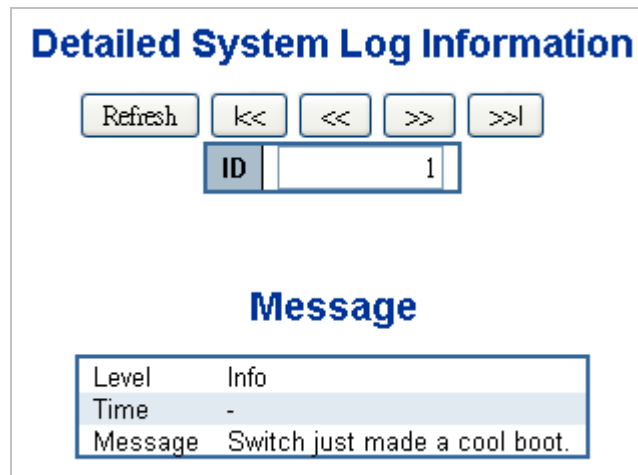 Detailed System Log Information
Refresh |<< << >> >>|
ID 1
Message
Level Info
Time -
Message Switch just made a cool boot.